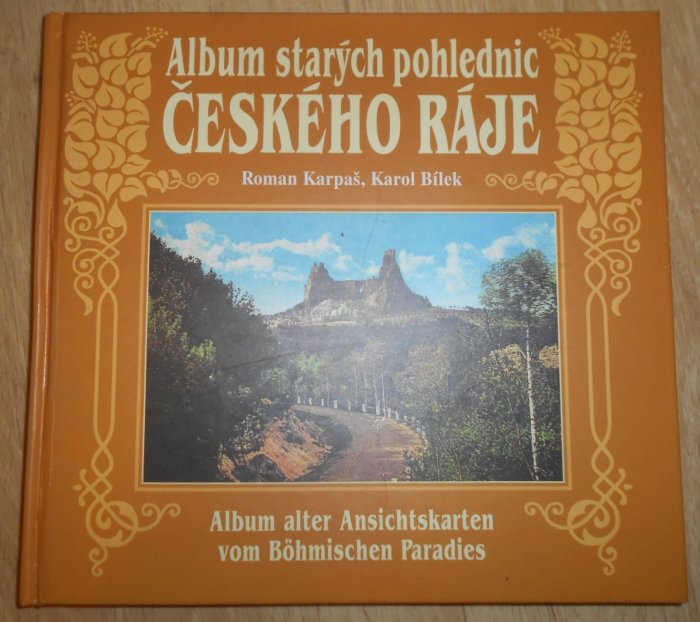 Album starých pohlednic
ČESKÉHO RÁJE
Roman Karpaš, Karol Bílek
Album alter Ansichtskarten
vom Böhmischen Paradies